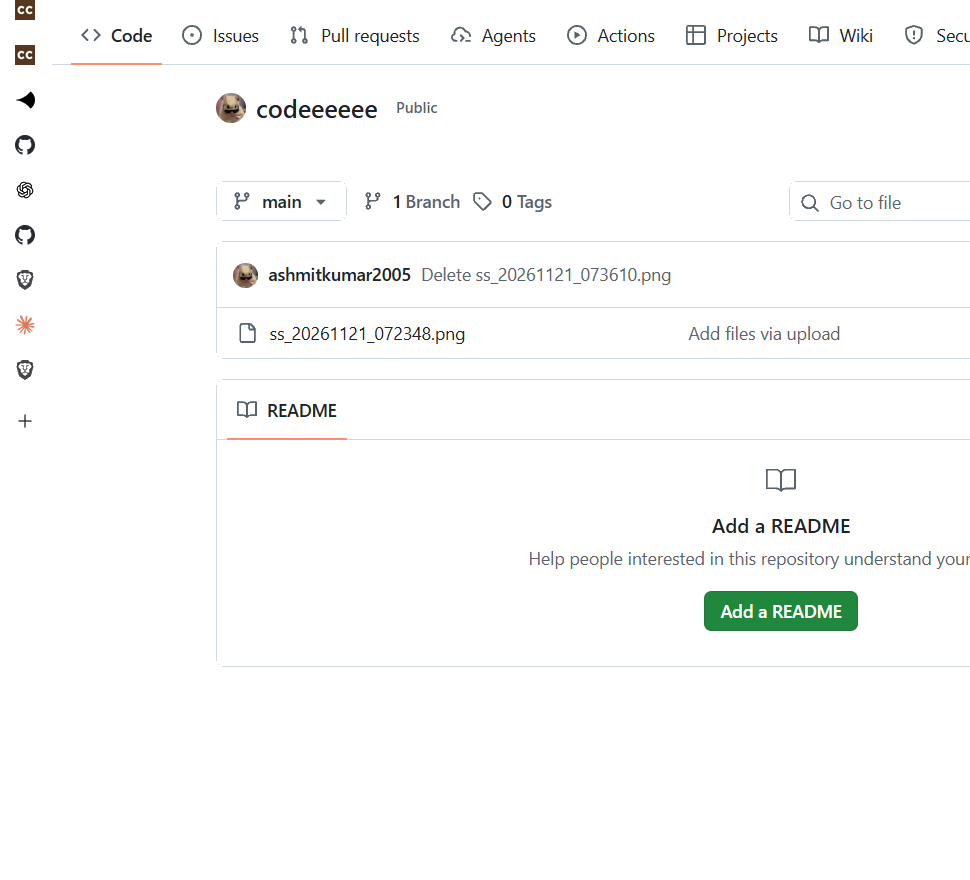 cc
cc
Code Issues Pull requests Agents Actions Projects Wiki Secu
codeeeeee Public
main 1 Branch 0 Tags Go to file
ashmitkumar2005 Delete ss_20261121_073610.png
ss_20261121_072348.png Add files via upload
README
Add a README
Help people interested in this repository understand your
Add a README